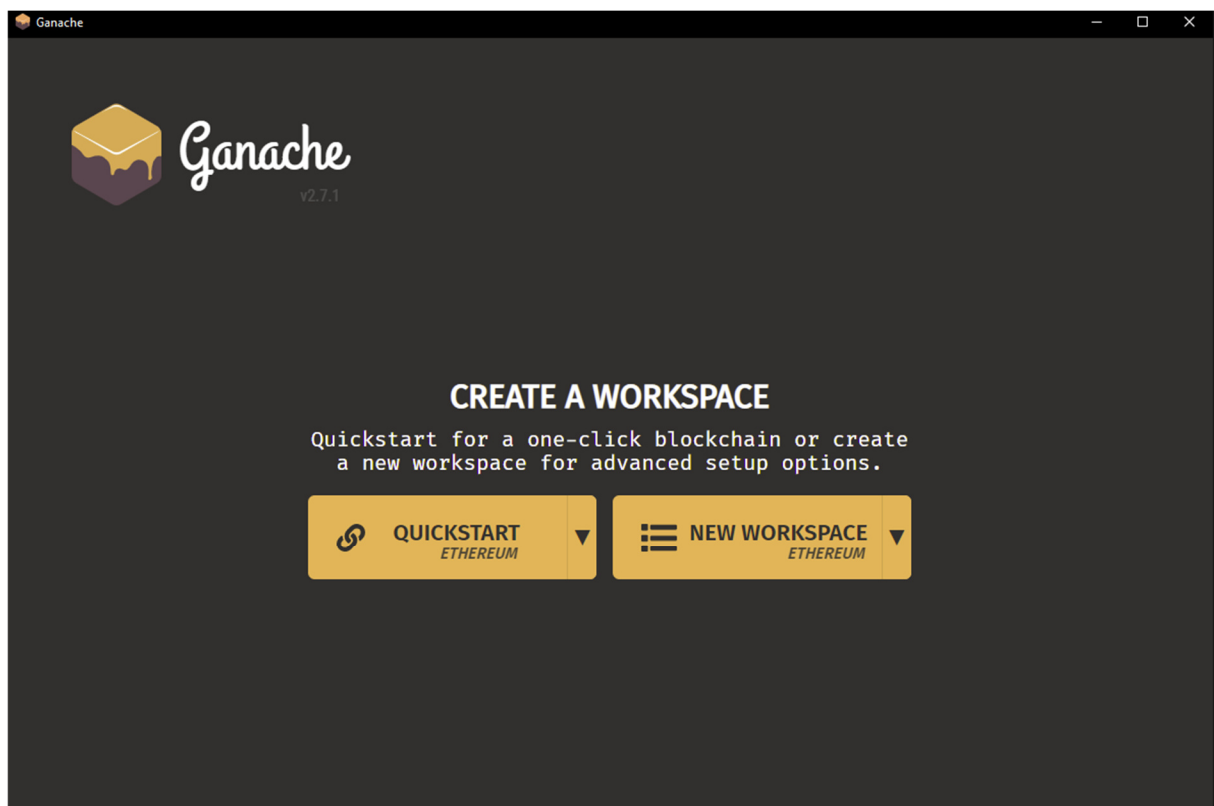 Ganache
Ganache
v2.7.1
CREATE A WORKSPACE
Quickstart for a one-click blockchain or create
a new workspace for advanced setup options.
QUICKSTART
ETHEREUM
NEW WORKSPACE
ETHEREUM